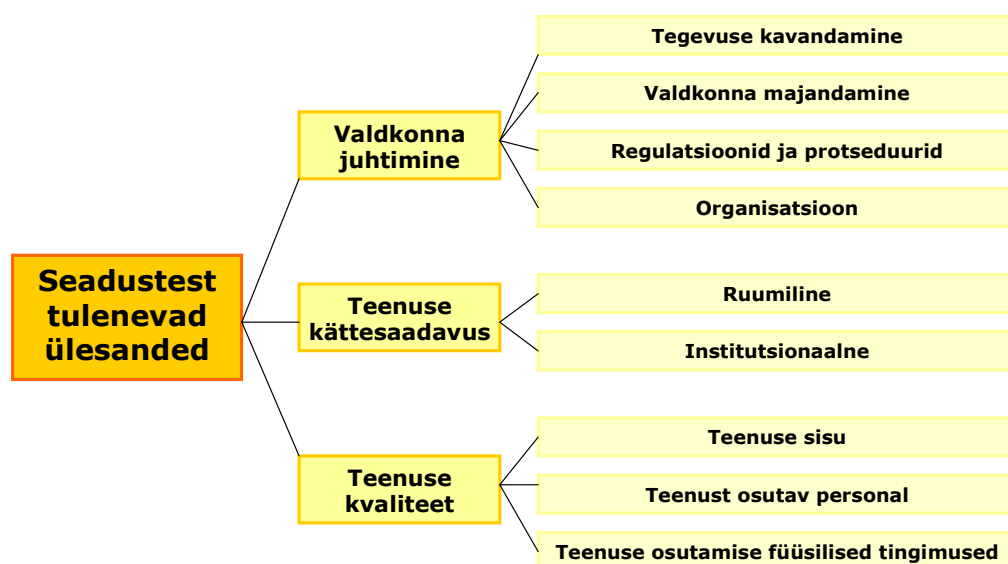 Seadustest
tulenevad
ülesanded
Valdkonna
juhtimine
Tegevuse kavandamine
Valdkonna majandamine
Regulatsioonid ja protseduurid
Organisatsioon
Teenuse
kättesaadavus
Ruumiline
Institutsionaalne
Teenuse
kvaliteet
Teenuse sisu
Teenust osutav personal
Teenuse osutamise füüsilised tingimused